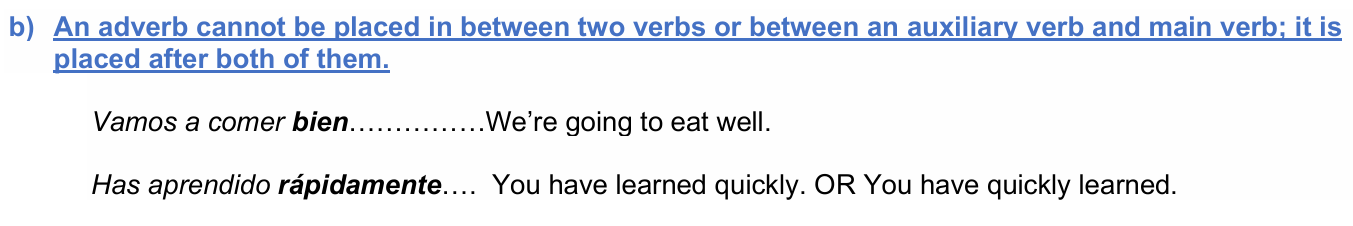 b) An adverb cannot be placed in between two verbs or between an auxiliary verb and main verb; it is
placed after both of them.
Vamos a comer bien……………We’re going to eat well.
Has aprendido rápidamente…. You have learned quickly. OR You have quickly learned.